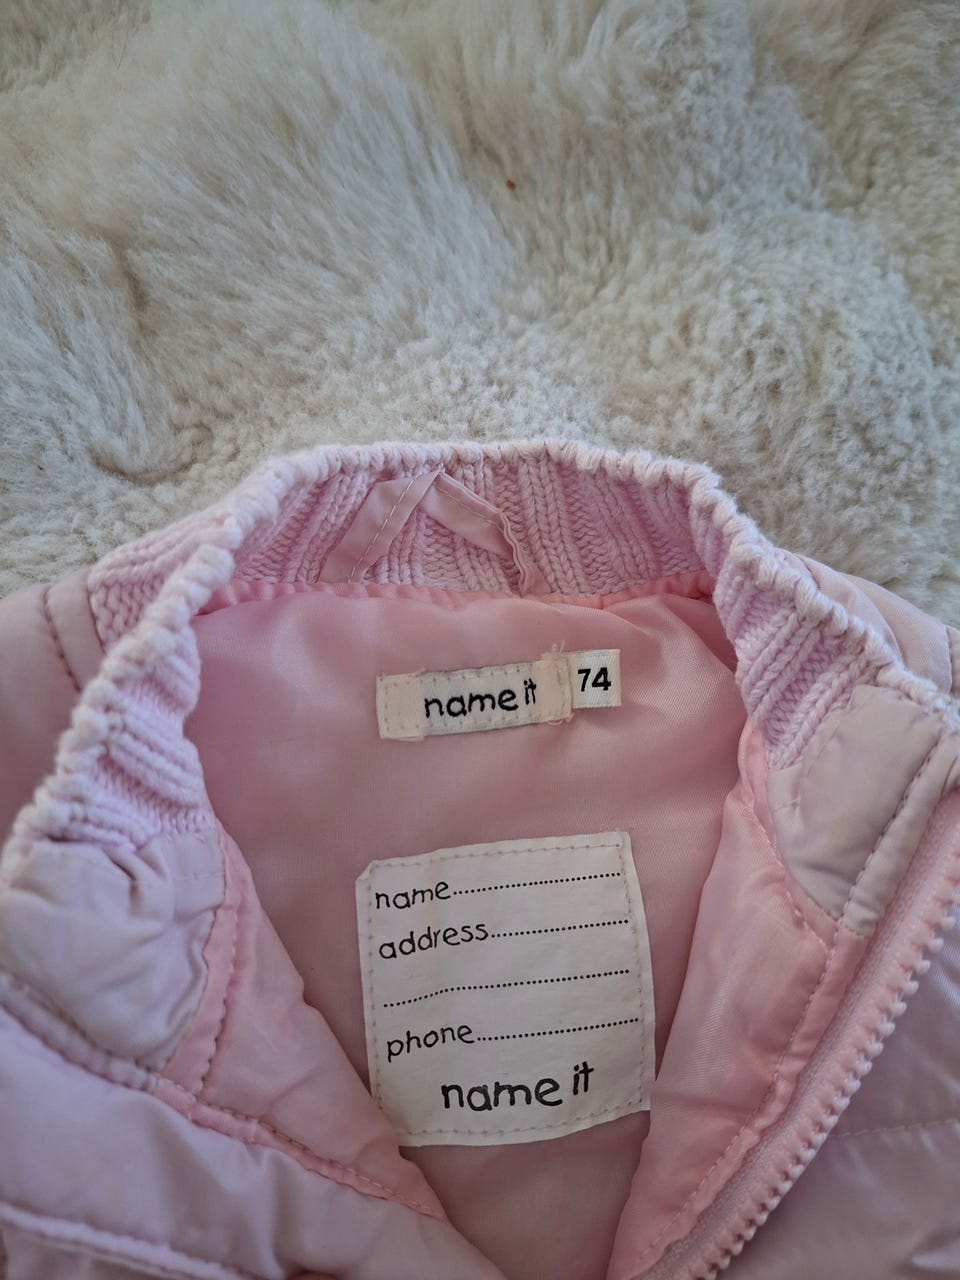 name it
74
name..............................
address........................
.............................................
phone.............................
name it